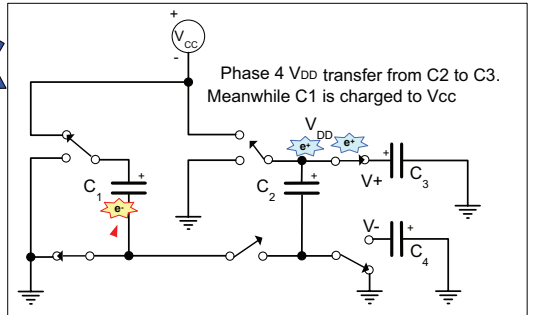 +
VCC
-
Phase 4 VDD transfer from C2 to C3.
Meanwhile C1 is charged to Vcc
VDD
e+
e+
+
C1
e-
+
C2
V+
+
C3
V-
+
C4